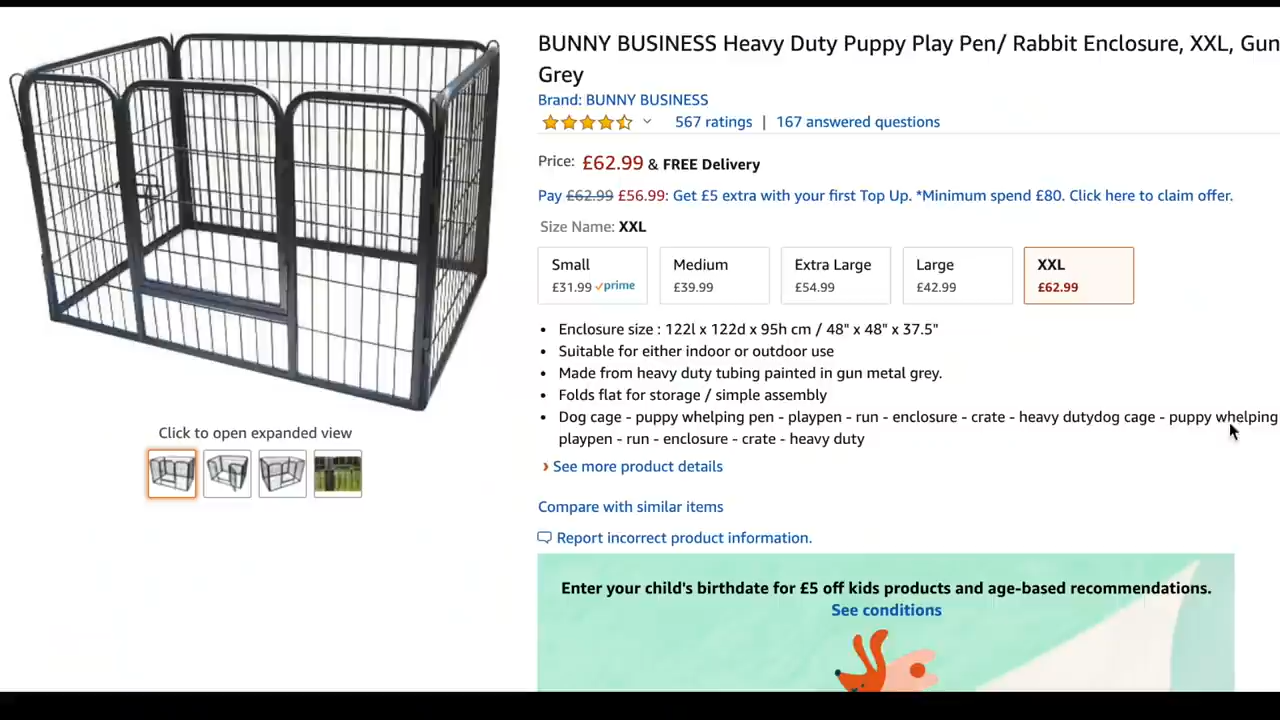 BUNNY BUSINESS Heavy Duty Puppy Play Pen/ Rabbit Enclosure, XXL, Gun
Grey
Brand: BUNNY BUSINESS
567 ratings | 167 answered questions
Price: £62.99 & FREE Delivery
Pay £62.99 £56.99: Get £5 extra with your first Top Up. *Minimum spend £80. Click here to claim offer.
Size Name: XXL
Small Medium Extra Large Large XXL
£31.99 prime £39.99 £54.99 £42.99 £62.99
• Enclosure size : 122l x 122d x 95h cm / 48" x 48" x 37.5"
• Suitable for either indoor or outdoor use
• Made from heavy duty tubing painted in gun metal grey.
• Folds flat for storage / simple assembly
• Dog cage - puppy whelping pen - playpen - run - enclosure - crate - heavy dutydog cage - puppy whelping
playpen - run - enclosure - crate - heavy duty
Click to open expanded view
› See more product details
Compare with similar items
Report incorrect product information.
Enter your child's birthdate for £5 off kids products and age-based recommendations.
See conditions